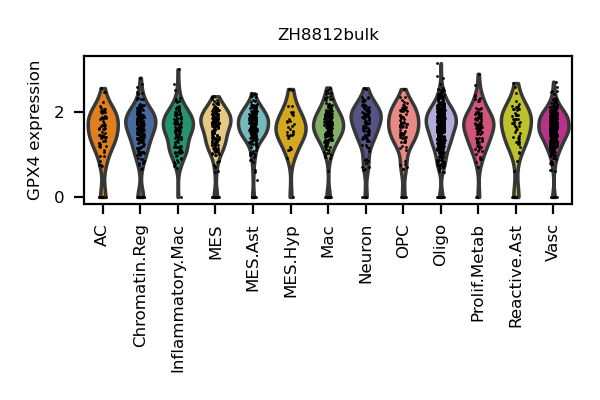 ZH8812bulk
GPX4 expression
2
0
AC
Chromatin.Reg
Inflammatory.Mac
MES
MES.Ast
MES.Hyp
Mac
Neuron
OPC
Oligo
Prolif.Metab
Reactive.Ast
Vasc